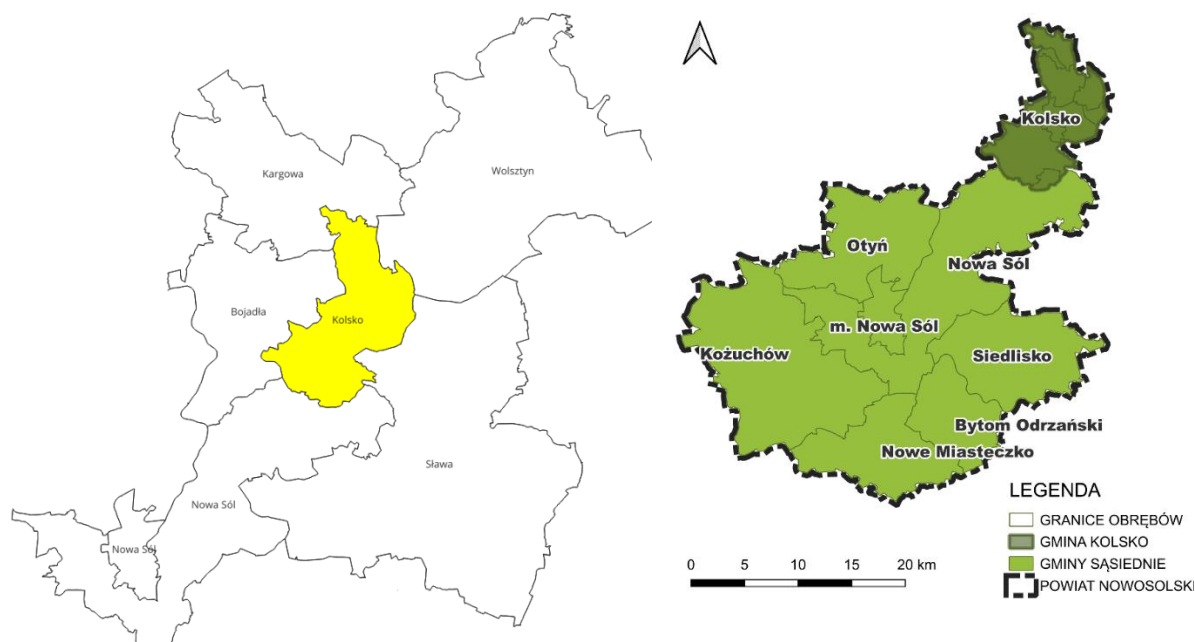 Kargowa
Wolsztyn
Bojadła
Kolsko
Sława
Nowa Sól
Nowa Sól
Kolsko
Otyń
Nowa Sól
m. Nowa Sól
Kożuchów
Siedlisko
Bytom Odrzański
Nowe Miasteczko
LEGENDA
GRANICE OBRĘBÓW
GMINA KOLSKO
GMINY SĄSIEDNIE
POWIAT NOWOSOLSKI
0 5 10 15 20 km